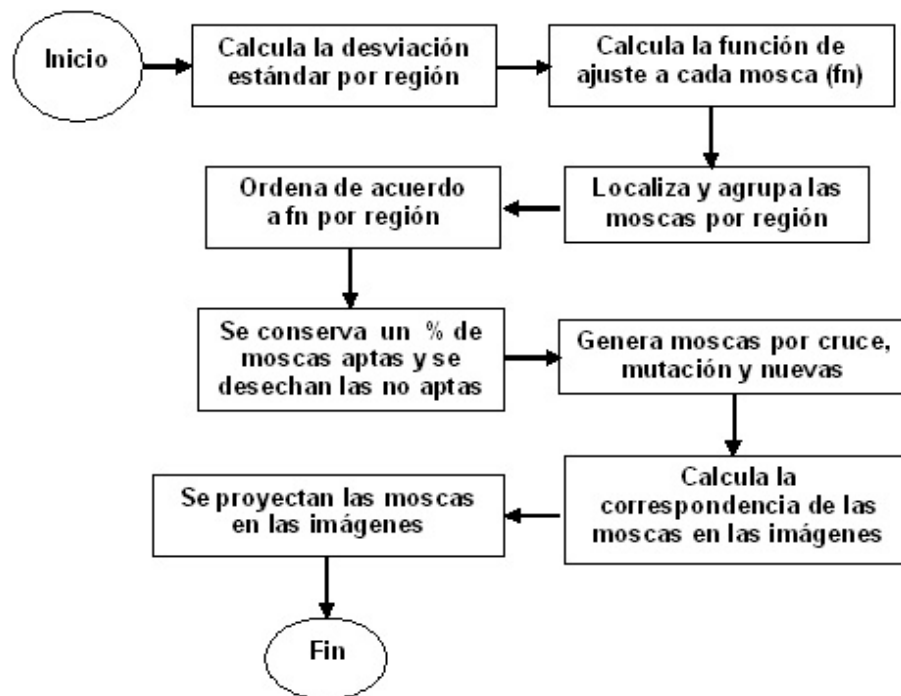 Inicio
Calcula la desviación
estándar por región
Calcula la función de
ajuste a cada mosca (fn)
Localiza y agrupa las
moscas por región
Ordena de acuerdo
a fn por región
Se conserva un % de
moscas aptas y se
desechan las no aptas
Genera moscas por cruce,
mutación y nuevas
Calcula la
correspondencia de las
moscas en las imágenes
Se proyectan las moscas
en las imágenes
Fin